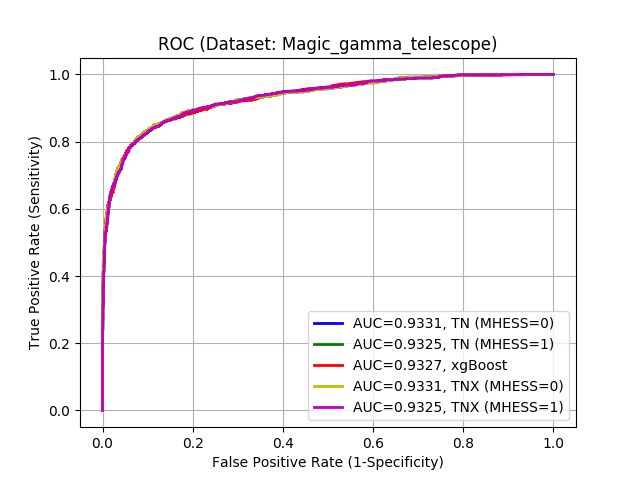 ROC (Dataset: Magic_gamma_telescope)
1.0
0.8
0.6
0.4
0.2
0.0
True Positive Rate (Sensitivity)
AUC=0.9331, TN (MHESS=0)
AUC=0.9325, TN (MHESS=1)
AUC=0.9327, xgBoost
AUC=0.9331, TNX (MHESS=0)
AUC=0.9325, TNX (MHESS=1)
0.0 0.2 0.4 0.6 0.8 1.0
False Positive Rate (1-Specificity)